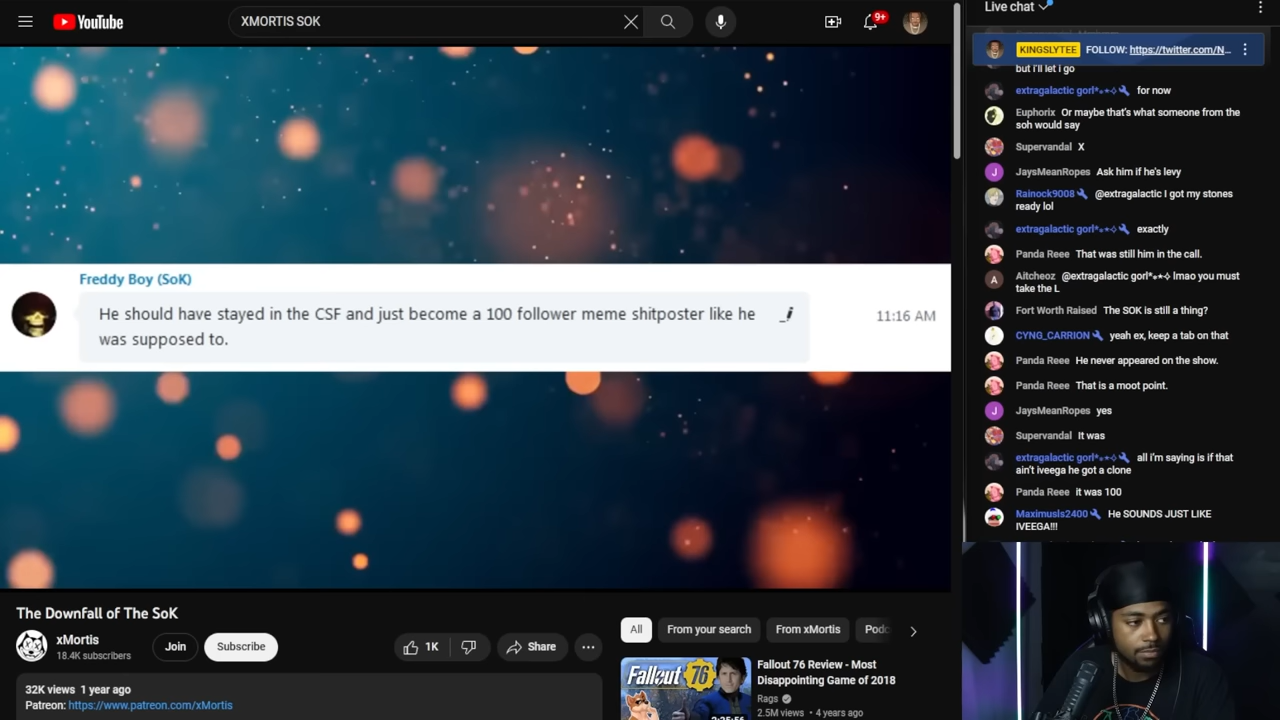 YouTube
XMORTIS SOK
9+
Freddy Boy (SoK)
He should have stayed in the CSF and just become a 100 follower meme shitposter like he
was supposed to.
11:16 AM
The Downfall of The SoK
xMortis
18.4K subscribers
Join
Subscribe
1K
Share
32K views 1 year ago
Patreon: https://www.patreon.com/xMortis
All
From your search
From xMortis
Podc
Fallout 76
2:25:56
Fallout 76 Review - Most
Disappointing Game of 2018
Rags
2.5M views • 4 years ago
Live chat
KINGSLYTEE FOLLOW: https://twitter.com/N...
but I'll let i go
extragalactic gorl*ₒ⋆✧ for now
Euphorix Or maybe that's what someone from the
soh would say
Supervandal X
JaysMeanRopes Ask him if he's levy
Rainock9008 @extragalactic I got my stones
ready lol
extragalactic gorl*ₒ⋆✧ exactly
Panda Reee That was still him in the call.
Aitcheoz @extragalactic gorl*ₒ⋆✧ lmao you must
take the L
Fort Worth Raised The SOK is still a thing?
CYNG_CARRION yeah ex, keep a tab on that
Panda Reee He never appeared on the show.
Panda Reee That is a moot point.
JaysMeanRopes yes
Supervandal It was
extragalactic gorl*ₒ⋆✧ all i'm saying is if that
ain't iveega he got a clone
Panda Reee it was 100
Maximusls2400 He SOUNDS JUST LIKE
IVEEGA!!!